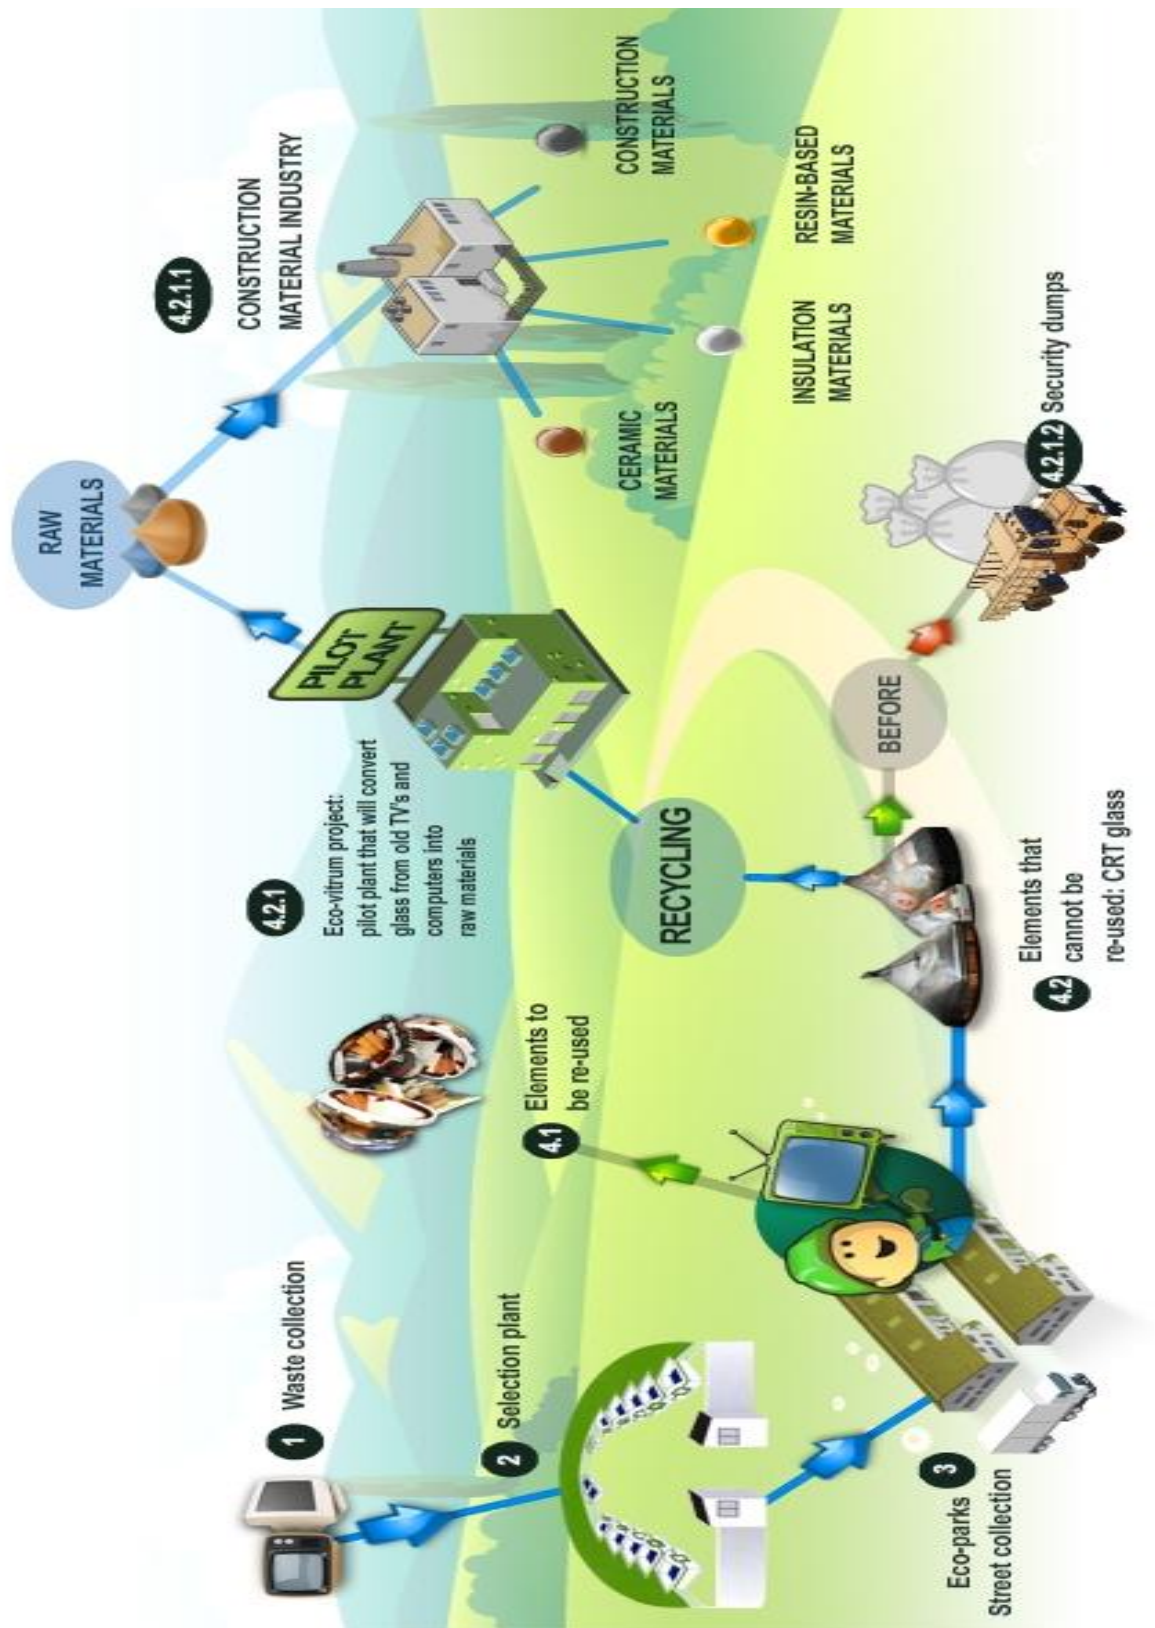 1
Waste collection
2
Selection plant
3
Eco-parks
Street collection
4.1
Elements to
be re-used
4.2
Elements that
cannot be
re-used: CRT glass
RECYCLING
4.2.1
Eco-vitrum project:
pilot plant that will convert
glass from old TV's and
computers into
raw materials
PILOT
PLANT
RAW
MATERIALS
4.2.1.1
CONSTRUCTION
MATERIAL INDUSTRY
CERAMIC
MATERIALS
INSULATION
MATERIALS
RESIN-BASED
MATERIALS
CONSTRUCTION
MATERIALS
BEFORE
4.2.1.2 Security dumps